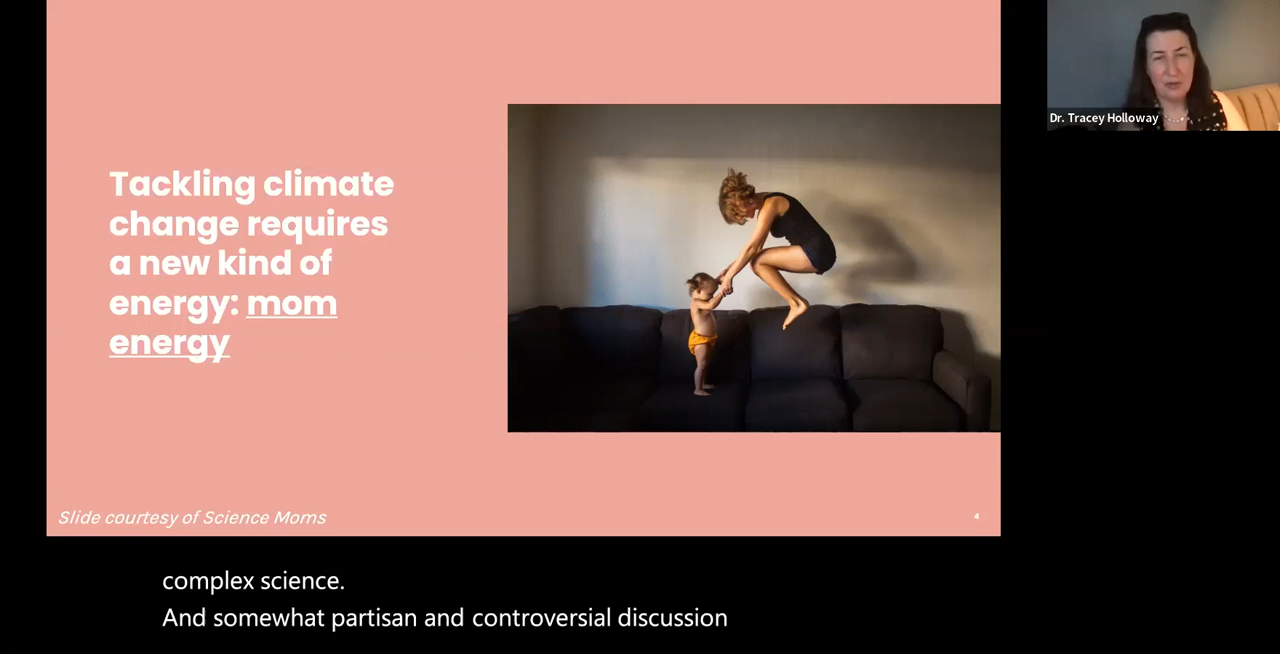 Tackling climate
change requires
a new kind of
energy: mom
energy
Slide courtesy of Science Moms
4
Dr. Tracey Holloway
complex science.
And somewhat partisan and controversial discussion